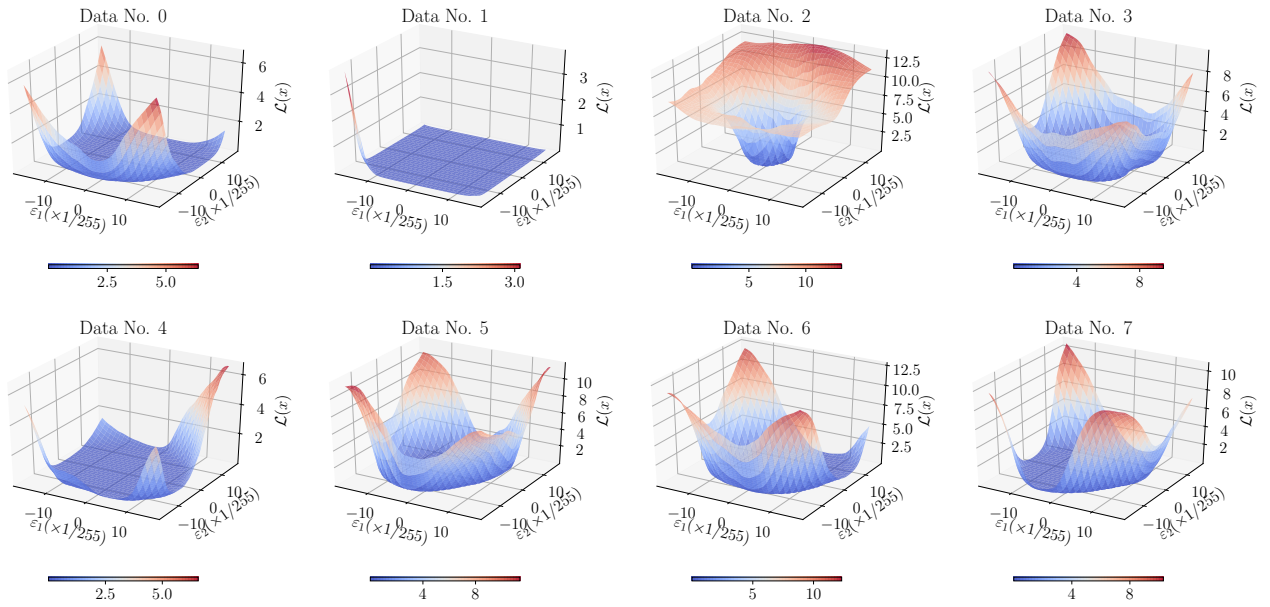 Data No. 0
6
4
2
ℒ(x)
−10
0
10
ε₁(×1/255)
−10
0
10
ε₂(×1/255)
2.5 5.0
Data No. 1
3
2
1
ℒ(x)
−10
0
10
ε₁(×1/255)
−10
0
10
ε₂(×1/255)
1.5 3.0
Data No. 2
12.5
10.0
7.5
5.0
2.5
ℒ(x)
−10
0
10
ε₁(×1/255)
−10
0
10
ε₂(×1/255)
5 10
Data No. 3
8
6
4
2
ℒ(x)
−10
0
10
ε₁(×1/255)
−10
0
10
ε₂(×1/255)
4 8
Data No. 4
6
4
2
ℒ(x)
−10
0
10
ε₁(×1/255)
−10
0
10
ε₂(×1/255)
2.5 5.0
Data No. 5
10
8
6
4
2
ℒ(x)
−10
0
10
ε₁(×1/255)
−10
0
10
ε₂(×1/255)
4 8
Data No. 6
12.5
10.0
7.5
5.0
2.5
ℒ(x)
−10
0
10
ε₁(×1/255)
−10
0
10
ε₂(×1/255)
5 10
Data No. 7
10
8
6
4
2
ℒ(x)
−10
0
10
ε₁(×1/255)
−10
0
10
ε₂(×1/255)
4 8